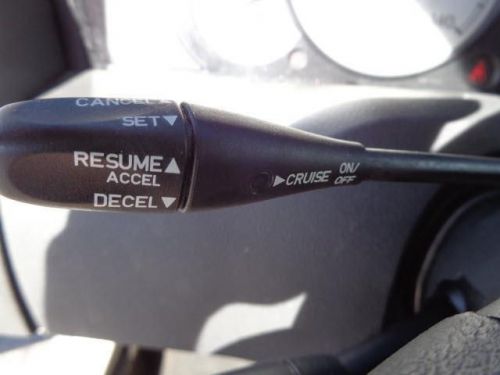 CANCEL
SET▼
RESUME▲
ACCEL
DECEL▼
►CRUISE ON/
OFF